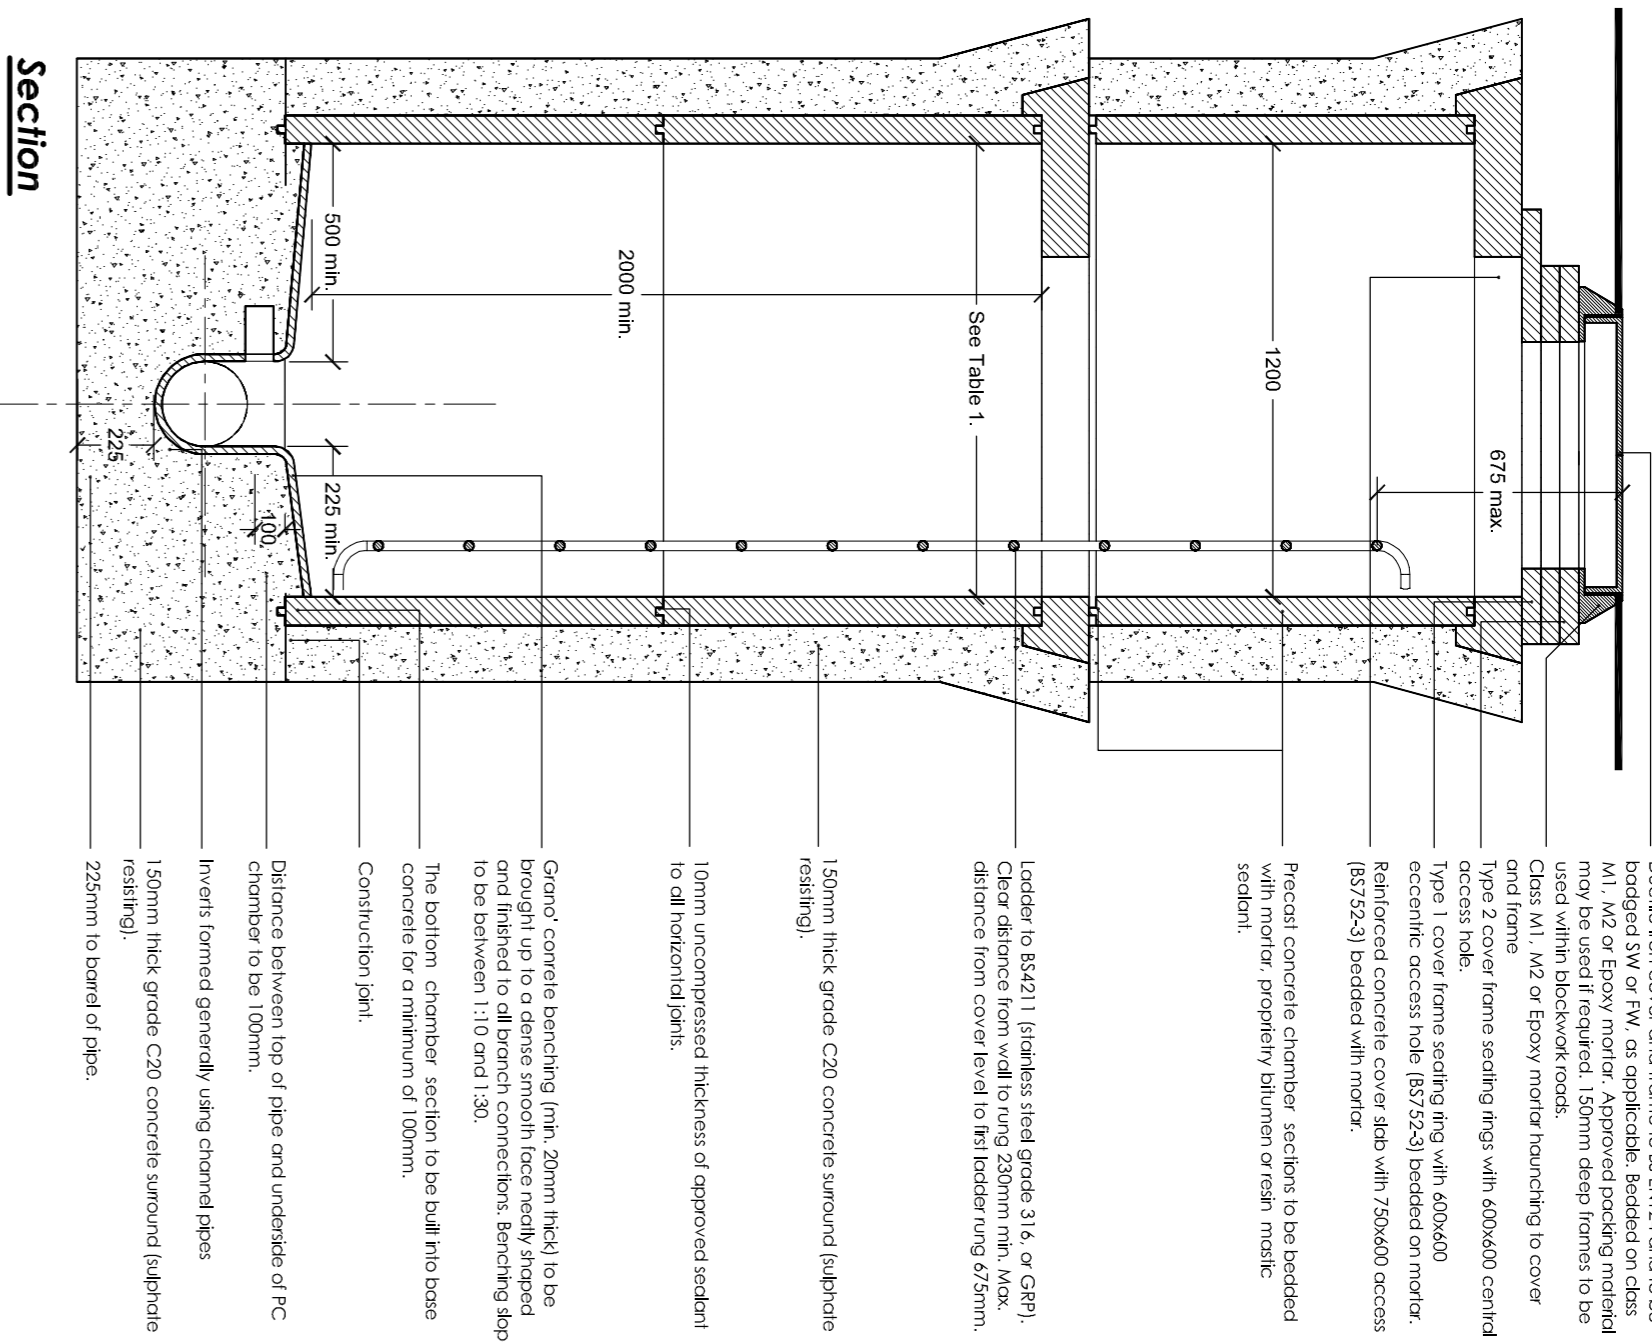 badged SW or FW, as applicable. Bedded on class
M1, M2 or Epoxy mortar. Approved packing material
may be used if required. 150mm deep frames to be
used within blockwork roads.
Class M1, M2 or Epoxy mortar haunching to cover
and frame
Type 2 cover frame seating rings with 600x600 central
access hole.
Type 1 cover frame seating ring with 600x600
eccentric access hole (BS752-3) bedded on mortar.
Reinforced concrete cover slab with 750x600 access
(BS752-3) bedded with mortar.
Precast concrete chamber sections to be bedded
with mortar, propriety bitumen or resin mastic
sealant.
Ladder to BS4211 (stainless steel grade 316, or GRP).
Clear distance from wall to rung 230mm min. Max.
distance from cover level to first ladder rung 675mm.
150mm thick grade C20 concrete surround (sulphate
resisting).
10mm uncompressed thickness of approved sealant
to all horizontal joints.
Grano' conrete benching (min. 20mm thick) to be
brought up to a dense smooth face neatly shaped
and finished to all branch connections. Benching slop
to be between 1:10 and 1:30.
The bottom chamber section to be built into base
concrete for a minimum of 100mm.
Construction joint.
Distance between top of pipe and underside of PC
chamber to be 100mm.
Inverts formed generally using channel pipes
150mm thick grade C20 concrete surround (sulphate
resisting).
225mm to barrel of pipe.
675 max.
1200
See Table 1.
2000 min.
500 min.
225 min.
100
225
Section